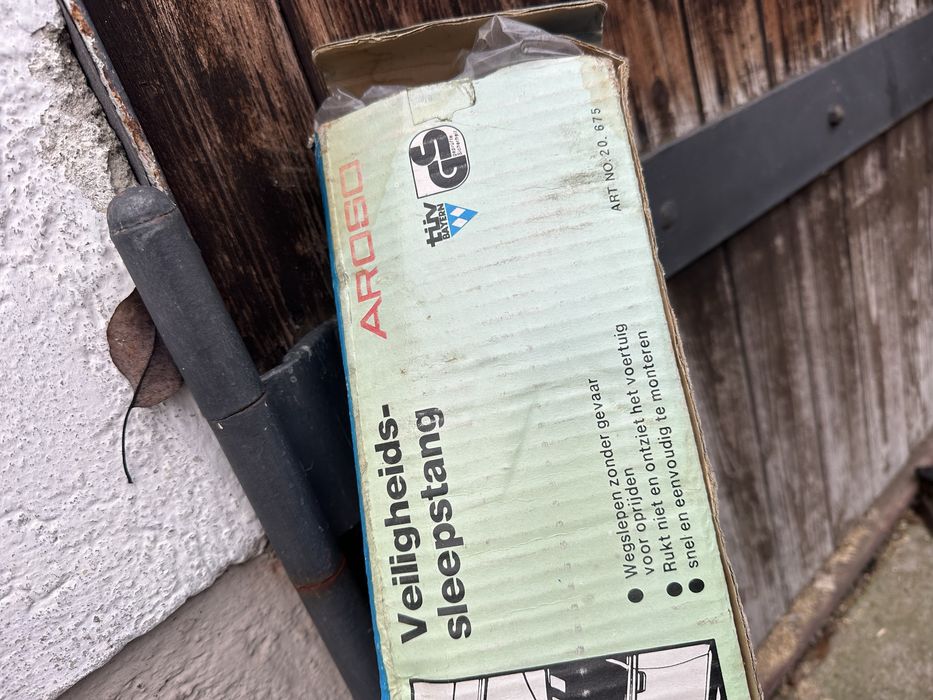 AROSO
TÜV
BAYERN
GS
ART NO: 20. 675
Veiligheids-
sleepstang
● Wegslepen zonder gevaar
voor oprijden
● Rukt niet en ontziet het voertuig
● snel en eenvoudig te monteren